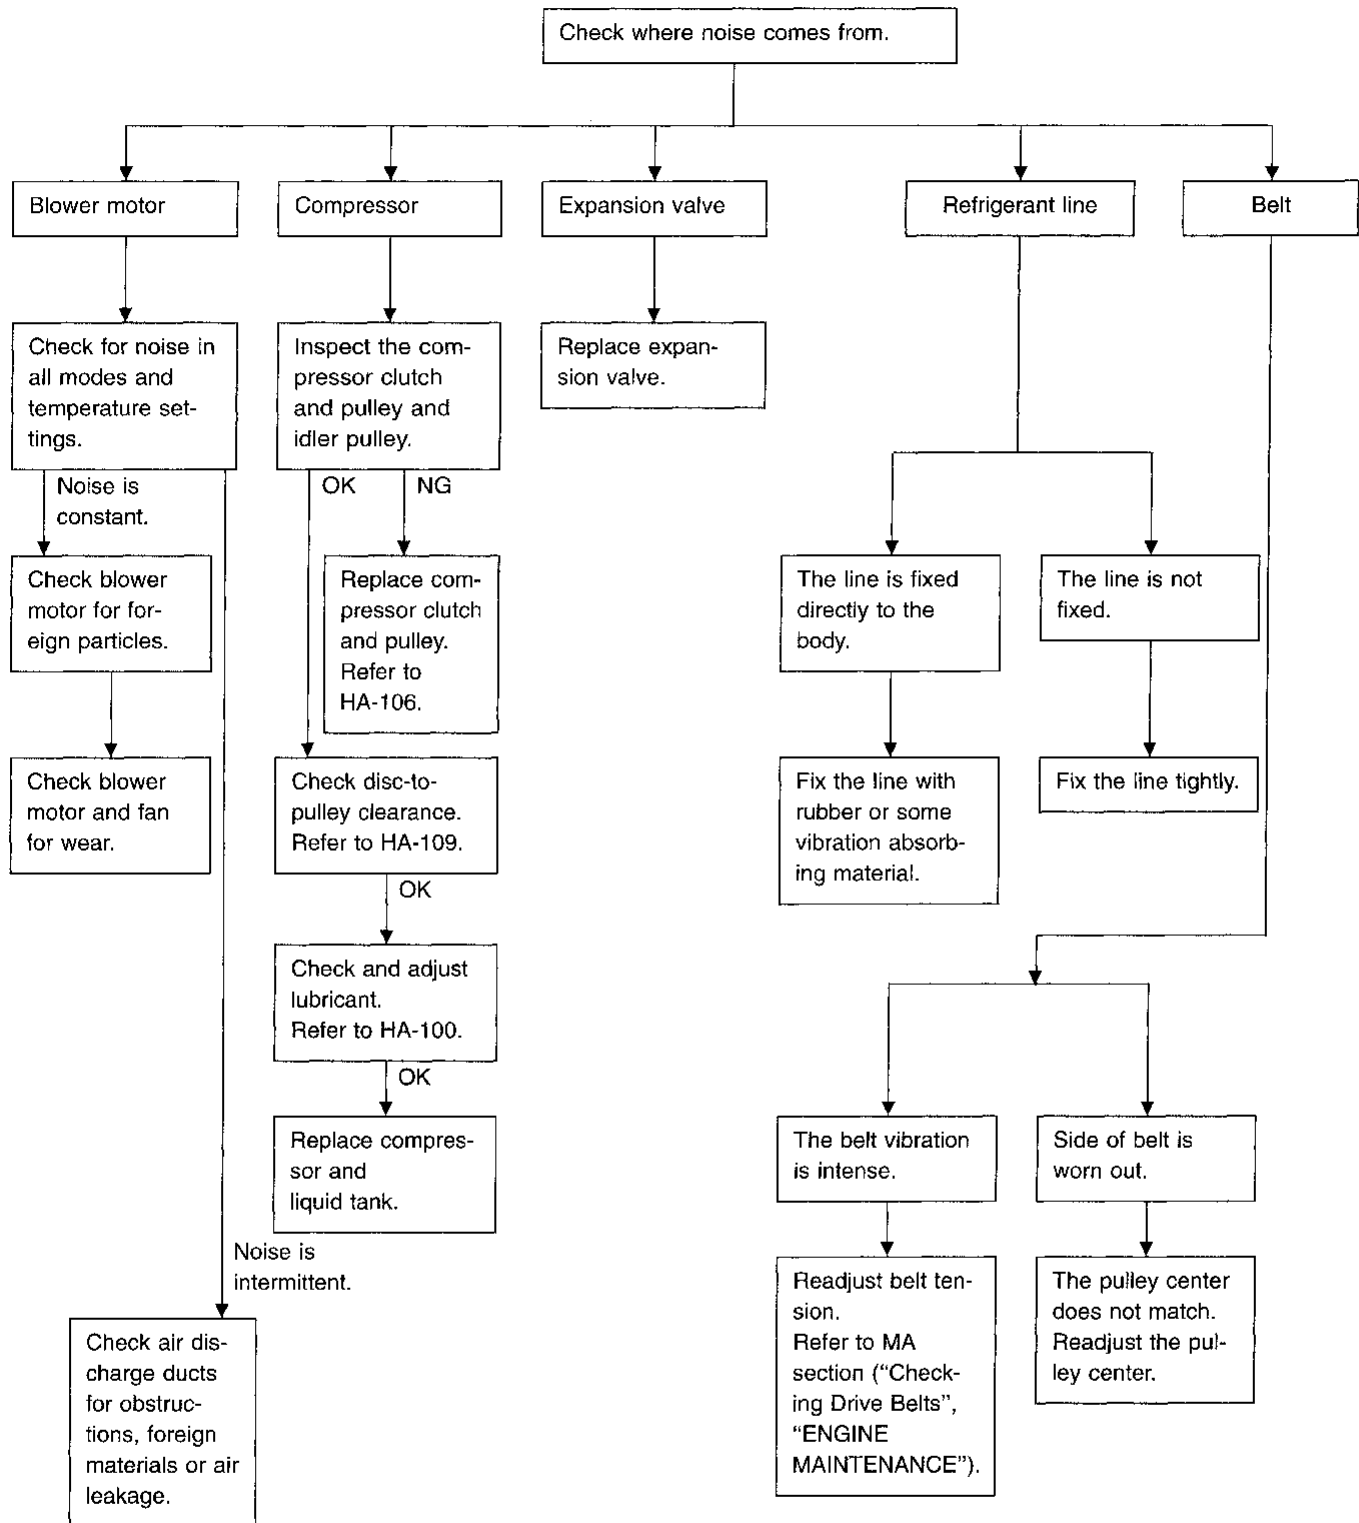 Check where noise comes from.
Blower motor
Compressor
Expansion valve
Refrigerant line
Belt
Check for noise in
all modes and
temperature set-
tings.
Inspect the com-
pressor clutch
and pulley and
idler pulley.
Replace expan-
sion valve.
Noise is
constant.
OK
NG
Check blower
motor for for-
eign particles.
Replace com-
pressor clutch
and pulley.
Refer to
HA-106.
The line is fixed
directly to the
body.
The line is not
fixed.
Check blower
motor and fan
for wear.
Check disc-to-
pulley clearance.
Refer to HA-109.
Fix the line with
rubber or some
vibration absorb-
ing material.
Fix the line tightly.
OK
Check and adjust
lubricant.
Refer to HA-100.
OK
Replace compres-
sor and
liquid tank.
The belt vibration
is intense.
Side of belt is
worn out.
Noise is
intermittent.
Readjust belt ten-
sion.
Refer to MA
section (“Check-
ing Drive Belts”,
“ENGINE
MAINTENANCE”).
The pulley center
does not match.
Readjust the pul-
ley center.
Check air dis-
charge ducts
for obstruc-
tions, foreign
materials or air
leakage.